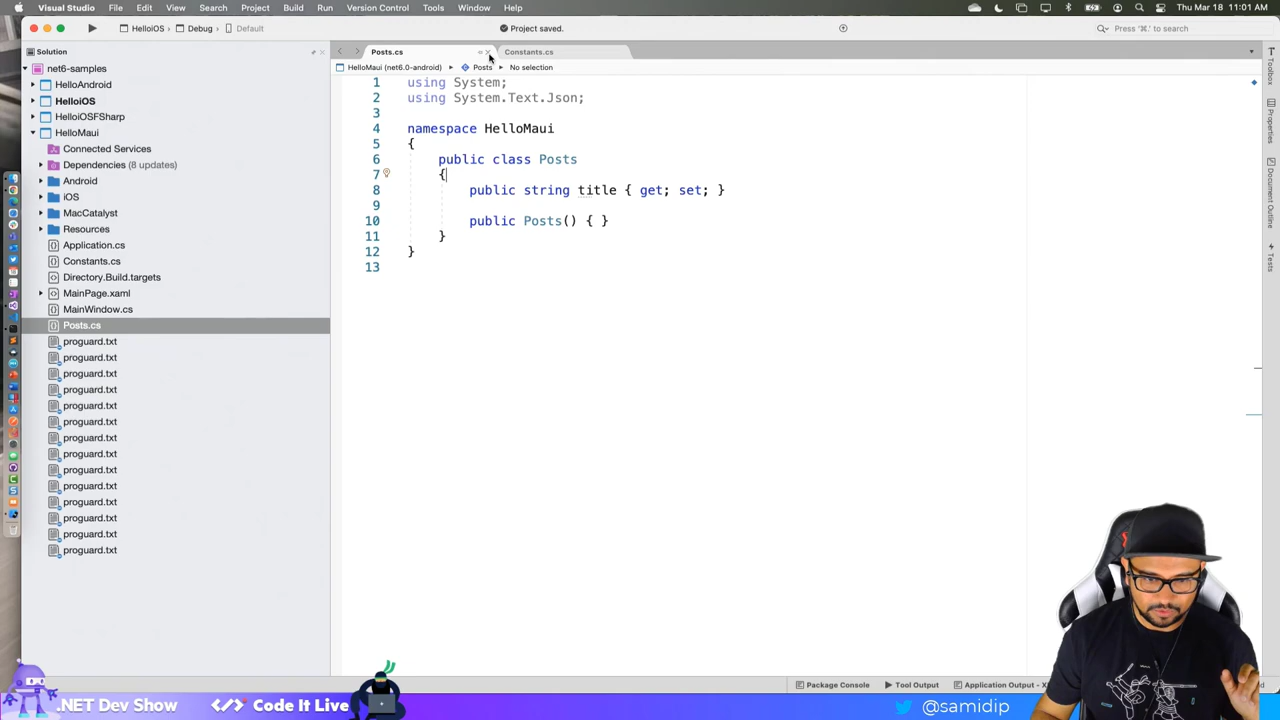 Visual Studio File Edit View Search Project Build Run Version Control Tools Window Help Thu Mar 18 11:01 AM
HelloiOS Debug Default Project saved. Press '⌘.' to search
Solution
net6-samples
HelloAndroid
HelloiOS
HelloiOSFSharp
HelloMaui
Connected Services
Dependencies (8 updates)
Android
iOS
MacCatalyst
Resources
Application.cs
Constants.cs
Directory.Build.targets
MainPage.xaml
MainWindow.cs
Posts.cs
proguard.txt
proguard.txt
proguard.txt
proguard.txt
proguard.txt
proguard.txt
proguard.txt
proguard.txt
proguard.txt
proguard.txt
proguard.txt
proguard.txt
proguard.txt
proguard.txt
Posts.cs Constants.cs
HelloMaui (net6.0-android) Posts No selection
1 using System;
2 using System.Text.Json;
3
4 namespace HelloMaui
5 {
6 public class Posts
7 {
8 public string title { get; set; }
9
10 public Posts() { }
11 }
12 }
13
Toolbox
Properties
Document Outline
Tests
Package Console Tool Output Application Output
.NET Dev Show </> Code It Live @samidip